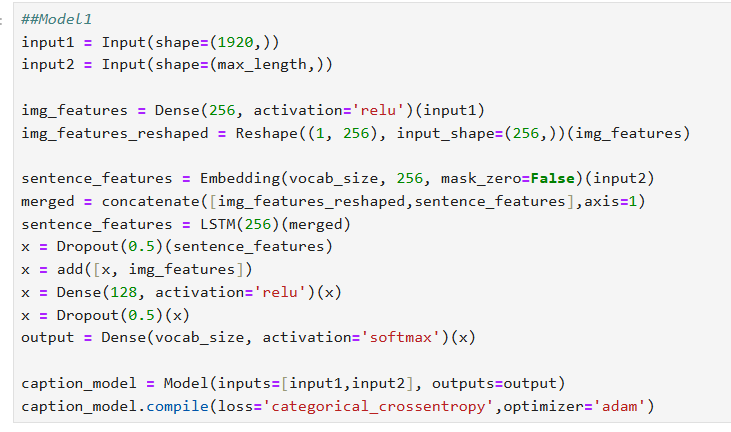 ##Model1
input1 = Input(shape=(1920,))
input2 = Input(shape=(max_length,))
img_features = Dense(256, activation='relu')(input1)
img_features_reshaped = Reshape((1, 256), input_shape=(256,))(img_features)
sentence_features = Embedding(vocab_size, 256, mask_zero=False)(input2)
merged = concatenate([img_features_reshaped,sentence_features],axis=1)
sentence_features = LSTM(256)(merged)
x = Dropout(0.5)(sentence_features)
x = add([x, img_features])
x = Dense(128, activation='relu')(x)
x = Dropout(0.5)(x)
output = Dense(vocab_size, activation='softmax')(x)
caption_model = Model(inputs=[input1,input2], outputs=output)
caption_model.compile(loss='categorical_crossentropy',optimizer='adam')